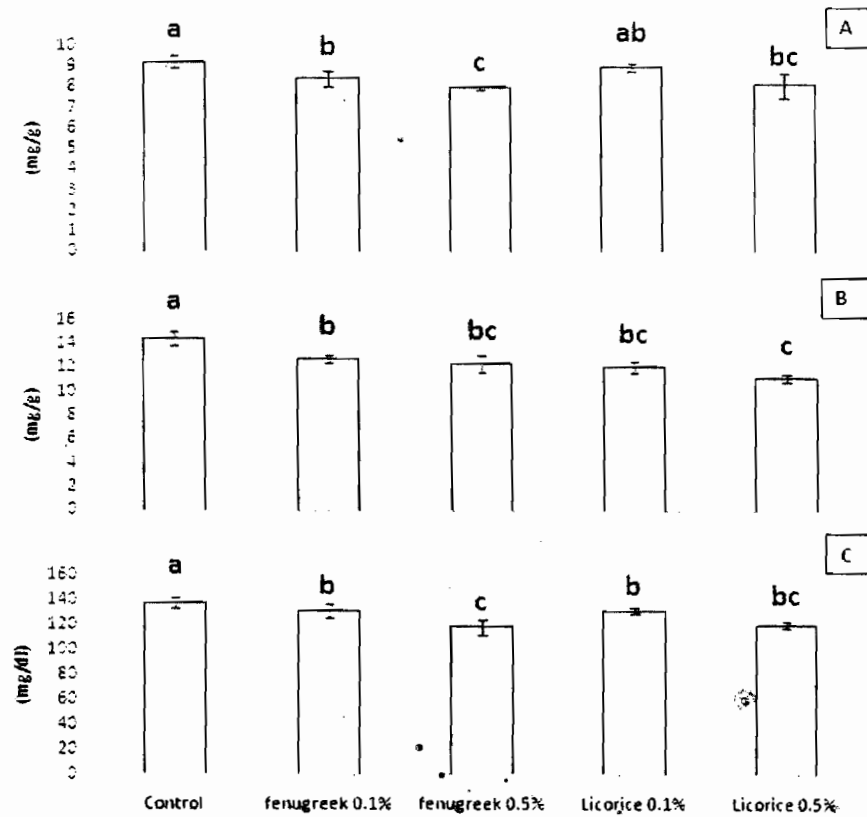 A
a b c ab bc
(mg/g)
10
9
8
7
6
5
4
3
2
1
0
B
a b bc bc c
(mg/g)
16
14
12
10
8
6
4
2
0
C
a b c b bc
(mg/dl)
160
140
120
100
80
60
40
20
0
Control fenugreek 0.1% fenugreek 0.5% Licorice 0.1% Licorice 0.5%